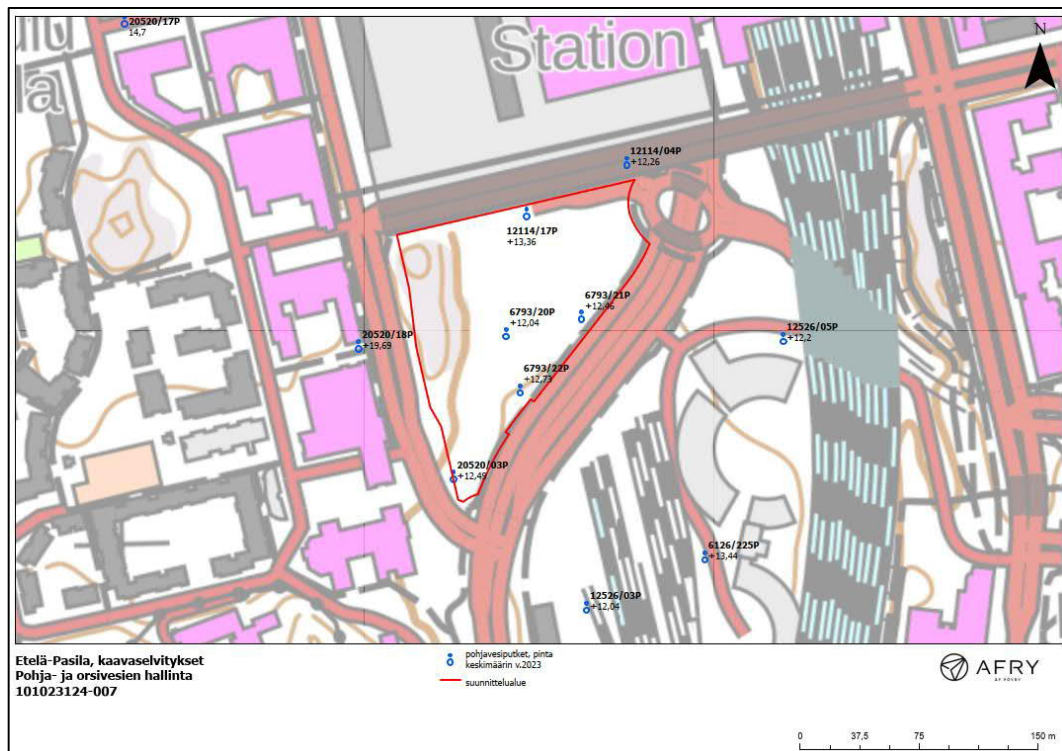 20520/17P
14,7
Station
N
12114/04P
+12,26
12114/17P
+13,36
6793/21P
+12,46
6793/20P
+12,04
20520/18P
+19,69
12526/05P
+12,2
6793/22P
+12,73
20520/03P
+12,49
6126/225P
+13,44
12526/03P
+12,04
Etelä-Pasila, kaavaselvitykset
Pohja- ja orsivesien hallinta
101023124-007
pohjavesiputket, pinta
keskimäärin v.2023
suunnittelualue
AFRY
AF PÖYRY
0 37,5 75 150 m